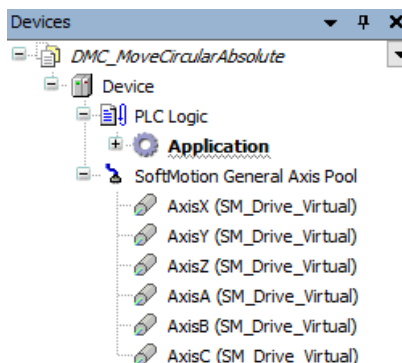 Devices
DMC_MoveCircularAbsolute
Device
PLC Logic
Application
SoftMotion General Axis Pool
AxisX (SM_Drive_Virtual)
AxisY (SM_Drive_Virtual)
AxisZ (SM_Drive_Virtual)
AxisA (SM_Drive_Virtual)
AxisB (SM_Drive_Virtual)
AxisC (SM_Drive_Virtual)